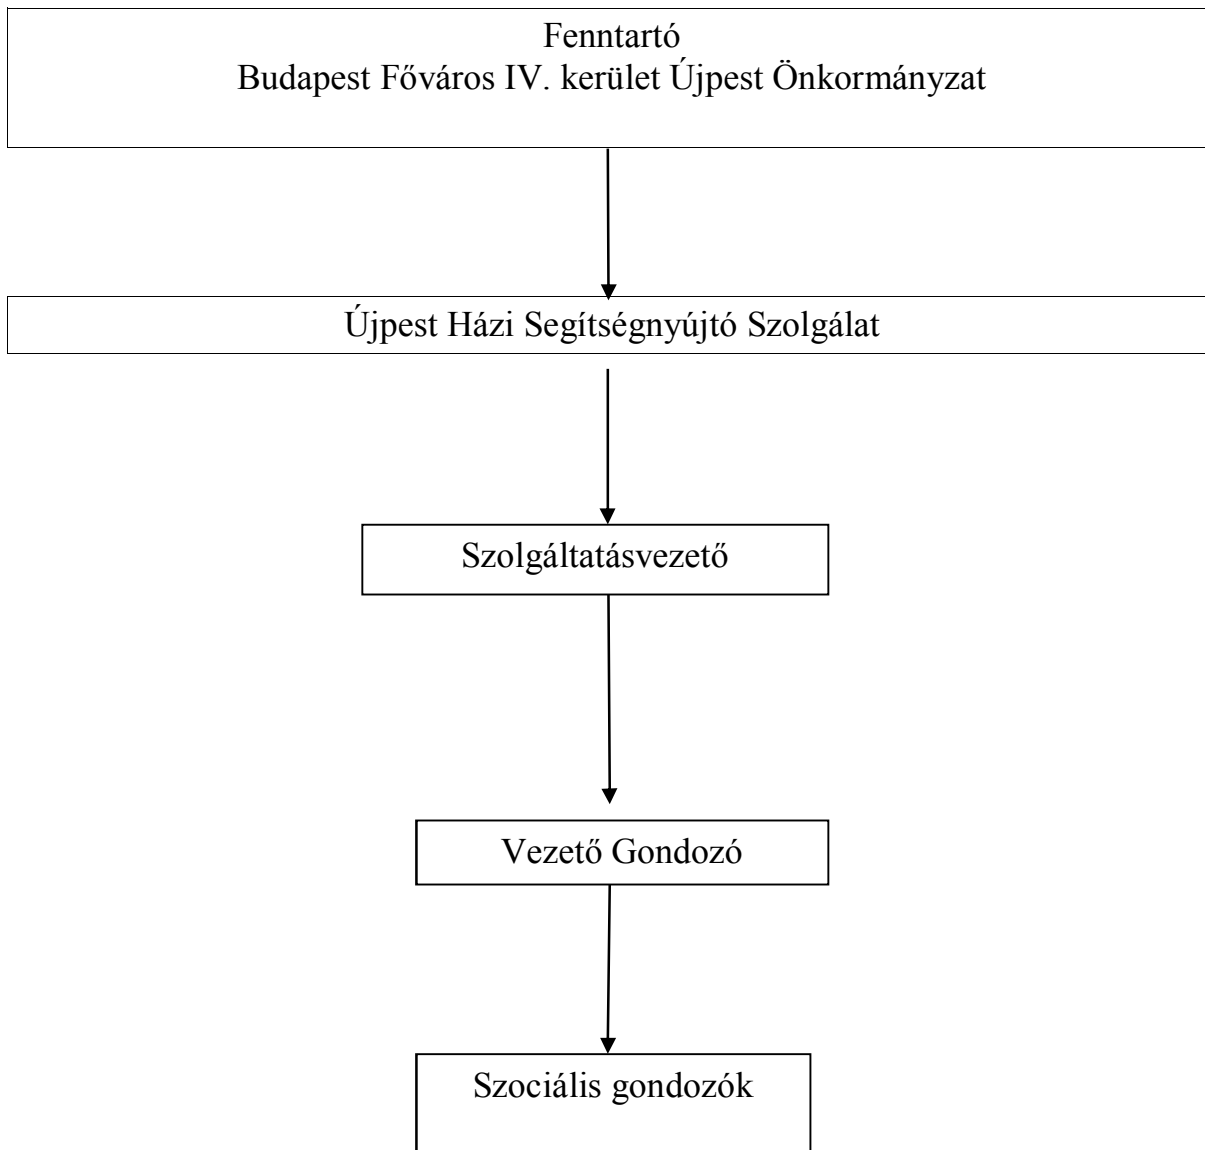 Fenntartó
Budapest Főváros IV. kerület Újpest Önkormányzat
Újpest Házi Segítségnyújtó Szolgálat
Szolgáltatásvezető
Vezető Gondozó
Szociális gondozók